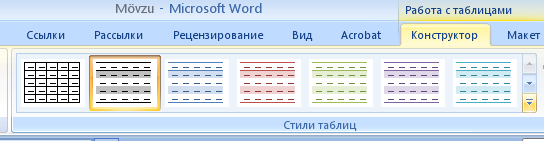 Mövzu - Microsoft Word
Работа с таблицами
Ссылки Рассылки Рецензирование Вид Acrobat Конструктор Макет
Стили таблиц